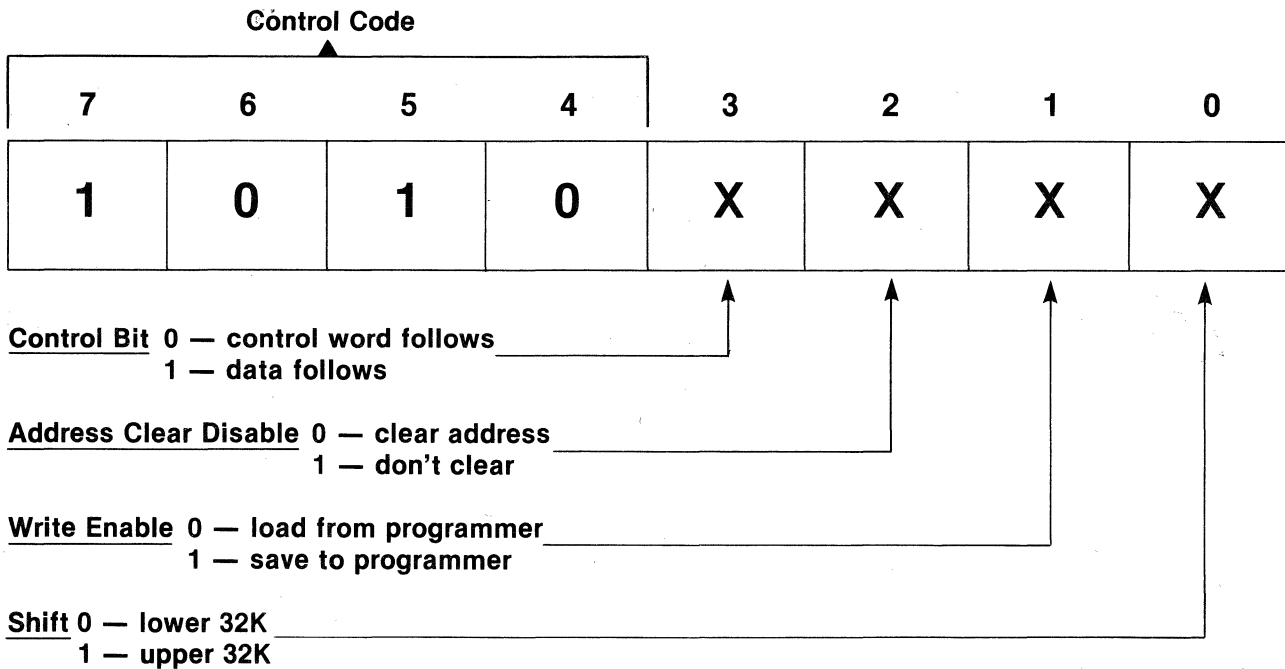 Control Code
7 6 5 4 3 2 1 0
1 0 1 0 X X X X
Control Bit 0 — control word follows
1 — data follows
Address Clear Disable 0 — clear address
1 — don't clear
Write Enable 0 — load from programmer
1 — save to programmer
Shift 0 — lower 32K
1 — upper 32K